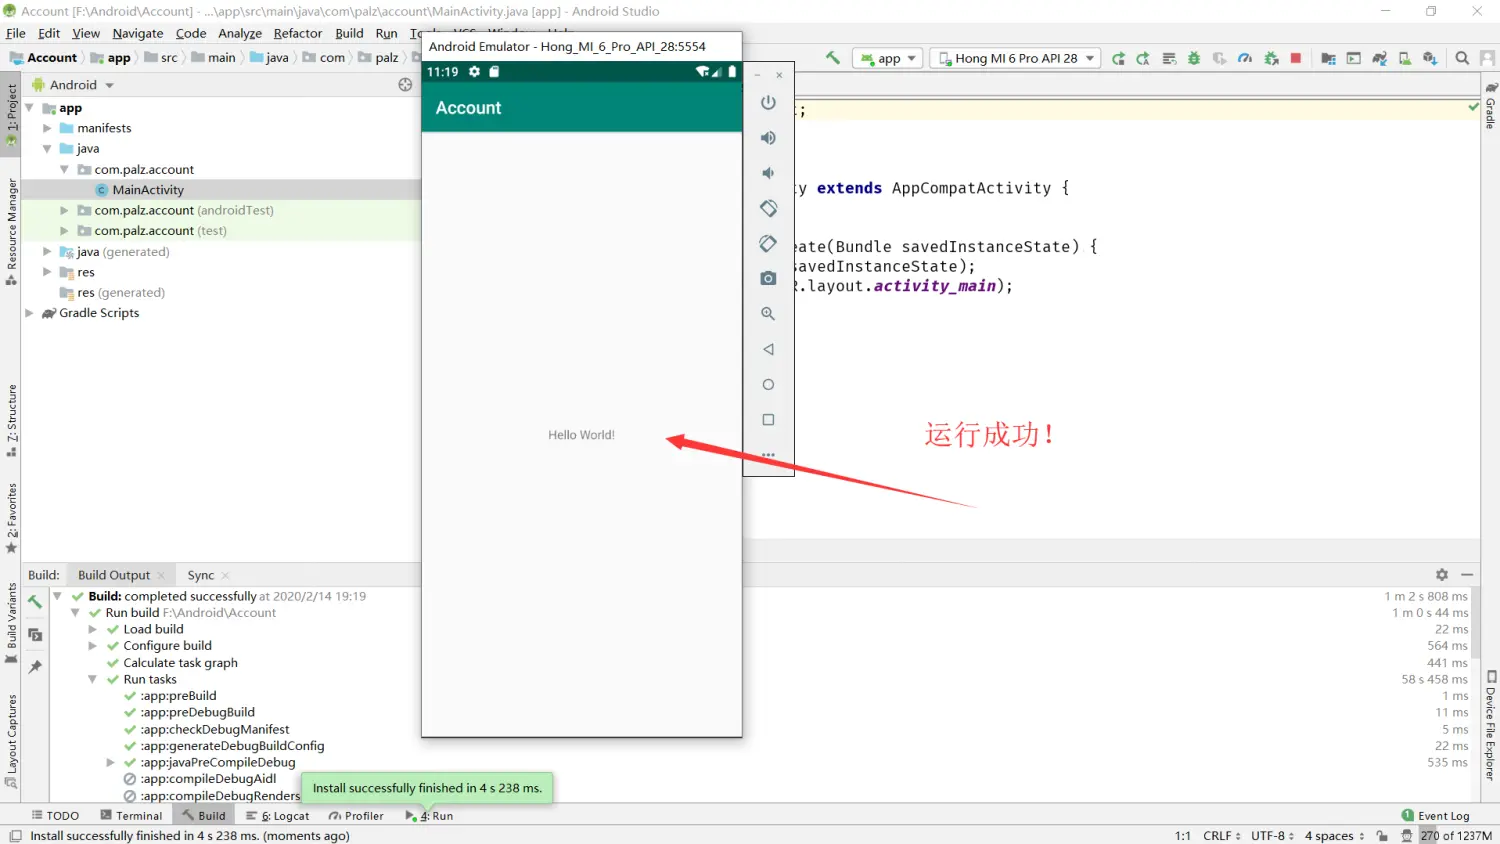 Account [F:\Android\Account] - ...\app\src\main\java\com\palz\account\MainActivity.java [app] - Android Studio
File Edit View Navigate Code Analyze Refactor Build Run
Android Emulator - Hong_MI_6_Pro_API_28:5554
Account app src main java com palz
app Hong MI 6 Pro API 28
11:19
Android
Account
app
manifests
java
com.palz.account
MainActivity
com.palz.account (androidTest)
com.palz.account (test)
java (generated)
res
res (generated)
Gradle Scripts
;
y extends AppCompatActivity {
eate(Bundle savedInstanceState) {
savedInstanceState);
R.layout.activity_main);
Hello World!
运行成功！
1: Project
Resource Manager
Z: Structure
2: Favorites
Build Variants
Layout Captures
Gradle
Device File Explorer
Build: Build Output Sync
Build: completed successfully at 2020/2/14 19:19 1 m 2 s 808 ms
Run build F:\Android\Account 1 m 0 s 44 ms
Load build 22 ms
Configure build 564 ms
Calculate task graph 441 ms
Run tasks 58 s 458 ms
:app:preBuild 1 ms
:app:preDebugBuild 11 ms
:app:checkDebugManifest 5 ms
:app:generateDebugBuildConfig 22 ms
:app:javaPreCompileDebug 535 ms
:app:compileDebugAidl
:app:compileDebugRenders
Install successfully finished in 4 s 238 ms.
TODO Terminal Build 6: Logcat Profiler 4: Run 1 Event Log
Install successfully finished in 4 s 238 ms. (moments ago) 1:1 CRLF UTF-8 4 spaces 270 of 1237M